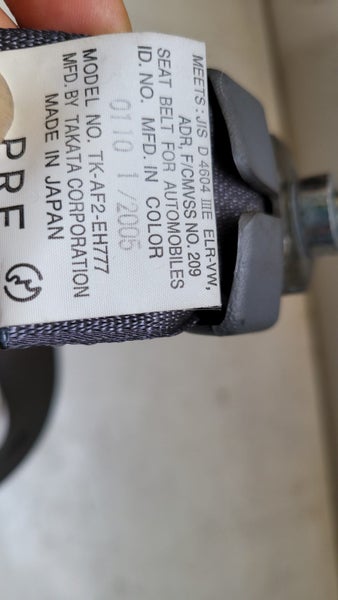 MEETS: JIS D 4604 IIIE ELR-VW,
ADR, F/CMVSS NO. 209
SEAT BELT FOR AUTOMOBILES
ID. NO. MFD. IN COLOR
0110 1/2005
MODEL NO. TK-AF2-EH777
MFD. BY TAKATA CORPORATION
MADE IN JAPAN
PRE